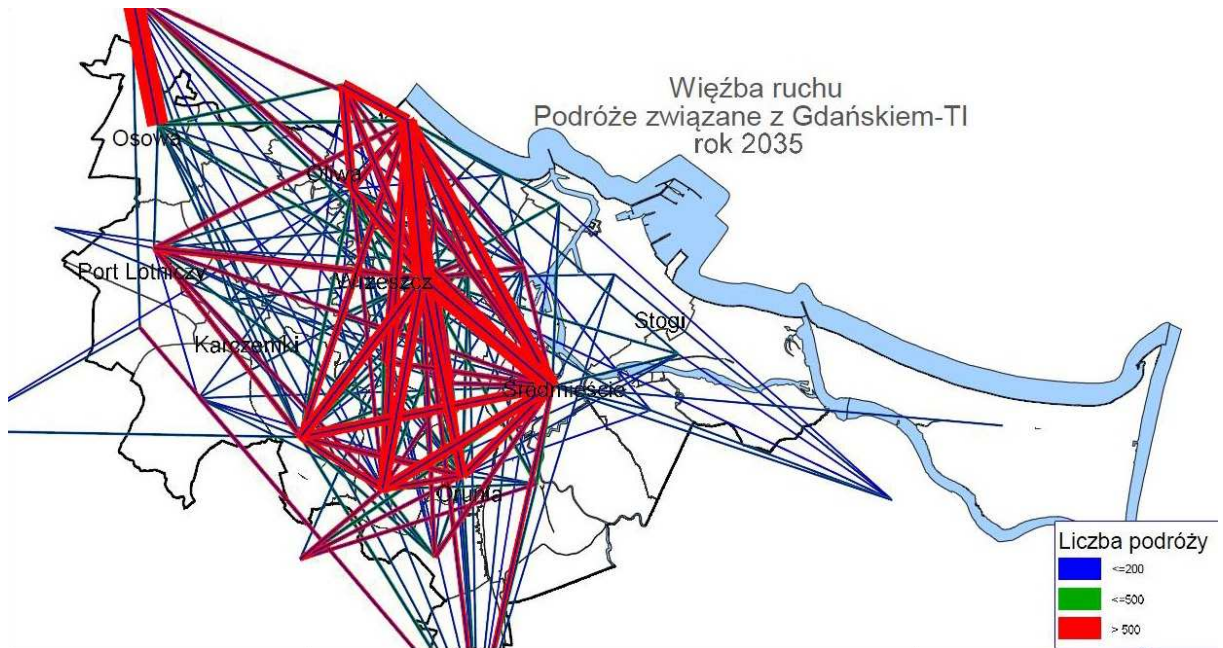 Więźba ruchu
Podróże związane z Gdańskiem-TI
rok 2035
Osowa
Oliwa
Port Lotniczy
Wrzeszcz
Stogi
Karczemki
Śródmieście
Orunia
Liczba podróży
<=200
<=500
> 500